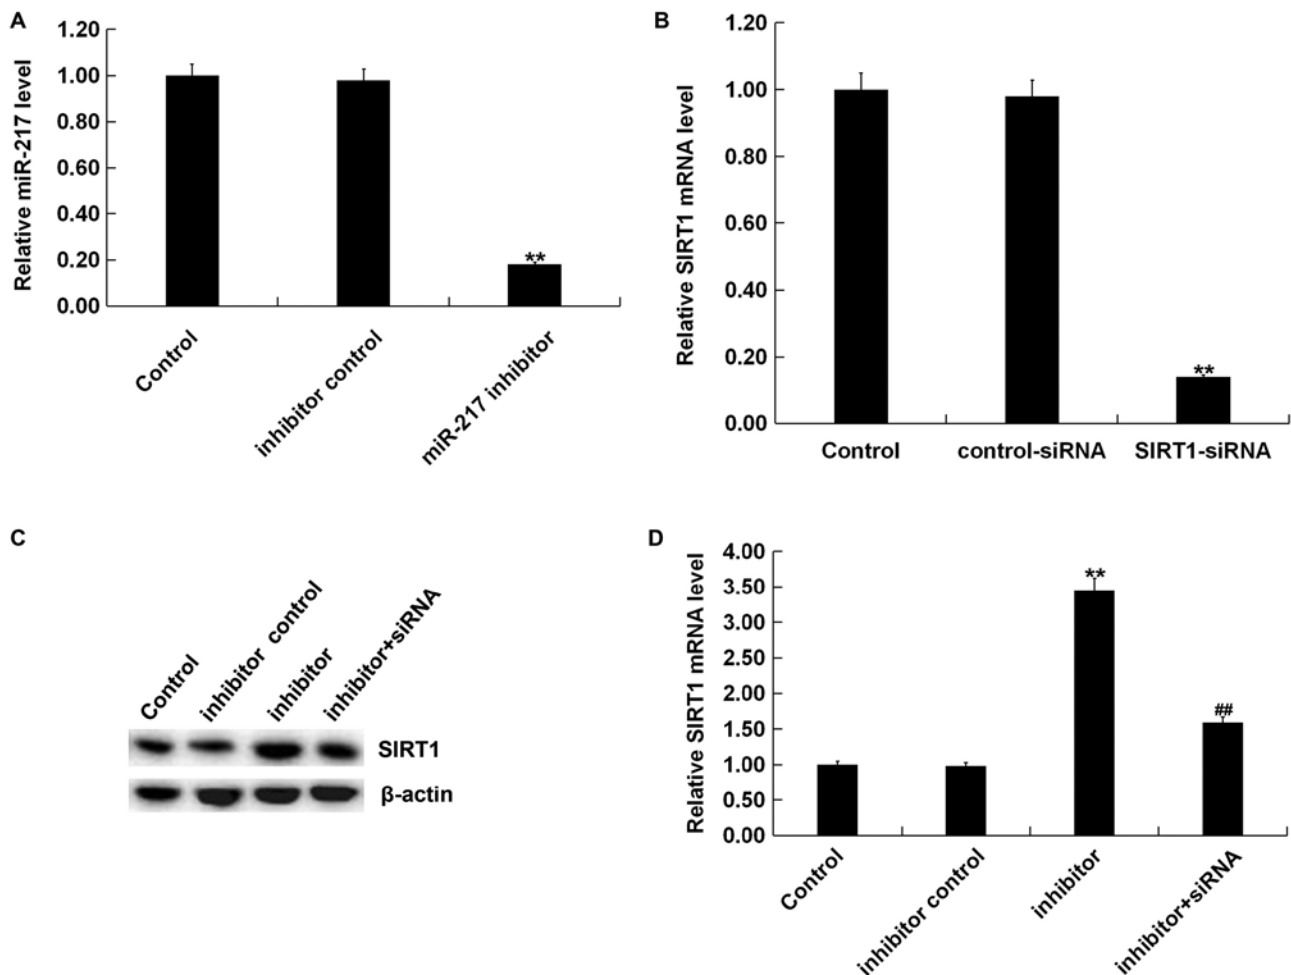 A
Relative miR-217 level
1.20
1.00
0.80
0.60
0.40
0.20
0.00
**
Control
inhibitor control
miR-217 inhibitor
B
Relative SIRT1 mRNA level
1.20
1.00
0.80
0.60
0.40
0.20
0.00
**
Control
control-siRNA
SIRT1-siRNA
C
Control
inhibitor control
inhibitor
inhibitor+siRNA
SIRT1
β-actin
D
Relative SIRT1 mRNA level
4.00
3.50
3.00
2.50
2.00
1.50
1.00
0.50
0.00
**
##
Control
inhibitor control
inhibitor
inhibitor+siRNA